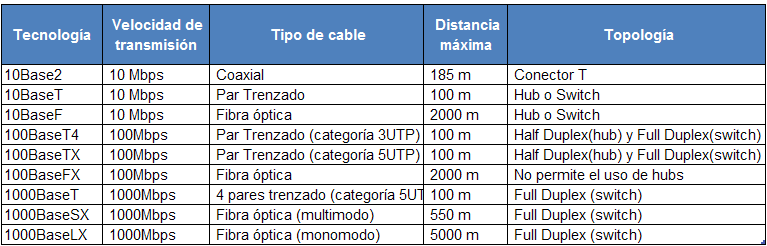 Tecnología Velocidad de transmisión Tipo de cable Distancia máxima Topología
10Base2 10 Mbps Coaxial 185 m Conector T
10BaseT 10 Mbps Par Trenzado 100 m Hub o Switch
10BaseF 10 Mbps Fibra óptica 2000 m Hub o Switch
100BaseT4 100Mbps Par Trenzado (categoría 3UTP) 100 m Half Duplex(hub) y Full Duplex(switch)
100BaseTX 100Mbps Par Trenzado (categoría 5UTP) 100 m Half Duplex(hub) y Full Duplex(switch)
100BaseFX 100Mbps Fibra óptica 2000 m No permite el uso de hubs
1000BaseT 1000Mbps 4 pares trenzado (categoría 5UT 100 m Full Duplex (switch)
1000BaseSX 1000Mbps Fibra óptica (multimodo) 550 m Full Duplex (switch)
1000BaseLX 1000Mbps Fibra óptica (monomodo) 5000 m Full Duplex (switch)